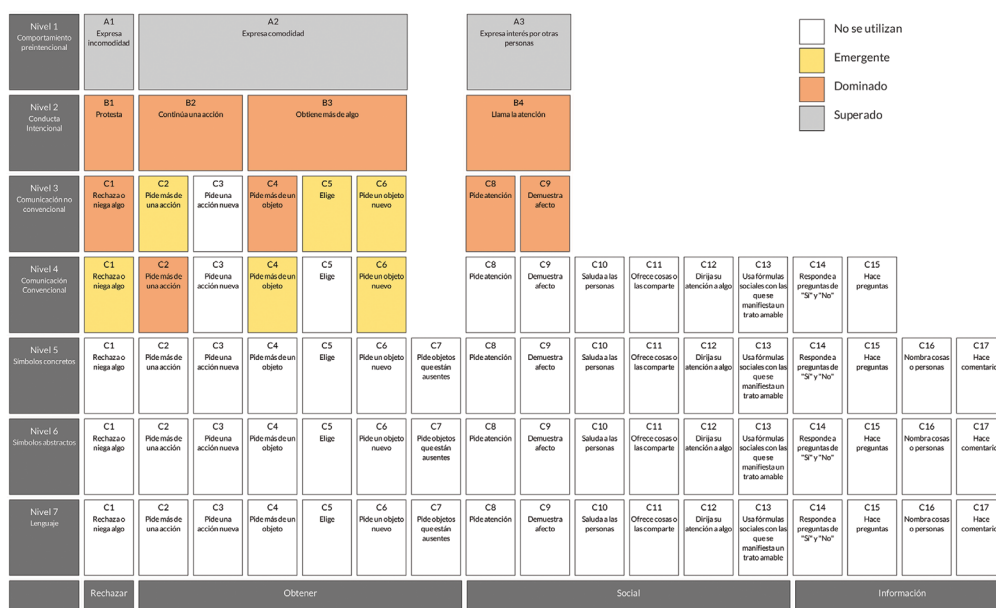 Nivel 1
Comportamiento
preintencional
A1
Expresa
incomodidad
A2
Expresa comodidad
A3
Expresa interés por otras
personas
No se utilizan
Emergente
Dominado
Superado
Nivel 2
Conducta
Intencional
B1
Protesta
B2
Continúa una acción
B3
Obtiene más de algo
B4
Llama la atención
Nivel 3
Comunicación no
convencional
C1
Rechaza o
niega algo
C2
Pide más de
una acción
C3
Pide una
acción nueva
C4
Pide más de un
objeto
C5
Elige
C6
Pide un objeto
nuevo
C8
Pide atención
C9
Demuestra
afecto
Nivel 4
Comunicación
Convencional
C1
Rechaza o
niega algo
C2
Pide más de
una acción
C3
Pide una
acción nueva
C4
Pide más de un
objeto
C5
Elige
C6
Pide un objeto
nuevo
C8
Pide atención
C9
Demuestra
afecto
C10
Saluda a las
personas
C11
Ofrece cosas o
las comparte
C12
Dirija su
atención a algo
C13
Usa fórmulas
sociales con las
que se
manifiesta un
trato amable
C14
Responde a
preguntas de
"Sí" y "No"
C15
Hace
preguntas
Nivel 5
Símbolos concretos
C1
Rechaza o
niega algo
C2
Pide más de
una acción
C3
Pide una
acción nueva
C4
Pide más de un
objeto
C5
Elige
C6
Pide un objeto
nuevo
C7
Pide objetos
que están
ausentes
C8
Pide atención
C9
Demuestra
afecto
C10
Saluda a las
personas
C11
Ofrece cosas o
las comparte
C12
Dirija su
atención a algo
C13
Usa fórmulas
sociales con las
que se
manifiesta un
trato amable
C14
Responde a
preguntas de
"Sí" y "No"
C15
Hace
preguntas
C16
Nombra cosas
o personas
C17
Hace
comentario
Nivel 6
Símbolos abstractos
C1
Rechaza o
niega algo
C2
Pide más de
una acción
C3
Pide una
acción nueva
C4
Pide más de un
objeto
C5
Elige
C6
Pide un objeto
nuevo
C7
Pide objetos
que están
ausentes
C8
Pide atención
C9
Demuestra
afecto
C10
Saluda a las
personas
C11
Ofrece cosas o
las comparte
C12
Dirija su
atención a algo
C13
Usa fórmulas
sociales con las
que se
manifiesta un
trato amable
C14
Responde a
preguntas de
"Sí" y "No"
C15
Hace
preguntas
C16
Nombra cosas
o personas
C17
Hace
comentario
Nivel 7
Lenguaje
C1
Rechaza o
niega algo
C2
Pide más de
una acción
C3
Pide una
acción nueva
C4
Pide más de un
objeto
C5
Elige
C6
Pide un objeto
nuevo
C7
Pide objetos
que están
ausentes
C8
Pide atención
C9
Demuestra
afecto
C10
Saluda a las
personas
C11
Ofrece cosas o
las comparte
C12
Dirija su
atención a algo
C13
Usa fórmulas
sociales con las
que se
manifiesta un
trato amable
C14
Responde a
preguntas de
"Sí" y "No"
C15
Hace
preguntas
C16
Nombra cosas
o personas
C17
Hace
comentario
Rechazar
Obtener
Social
Información